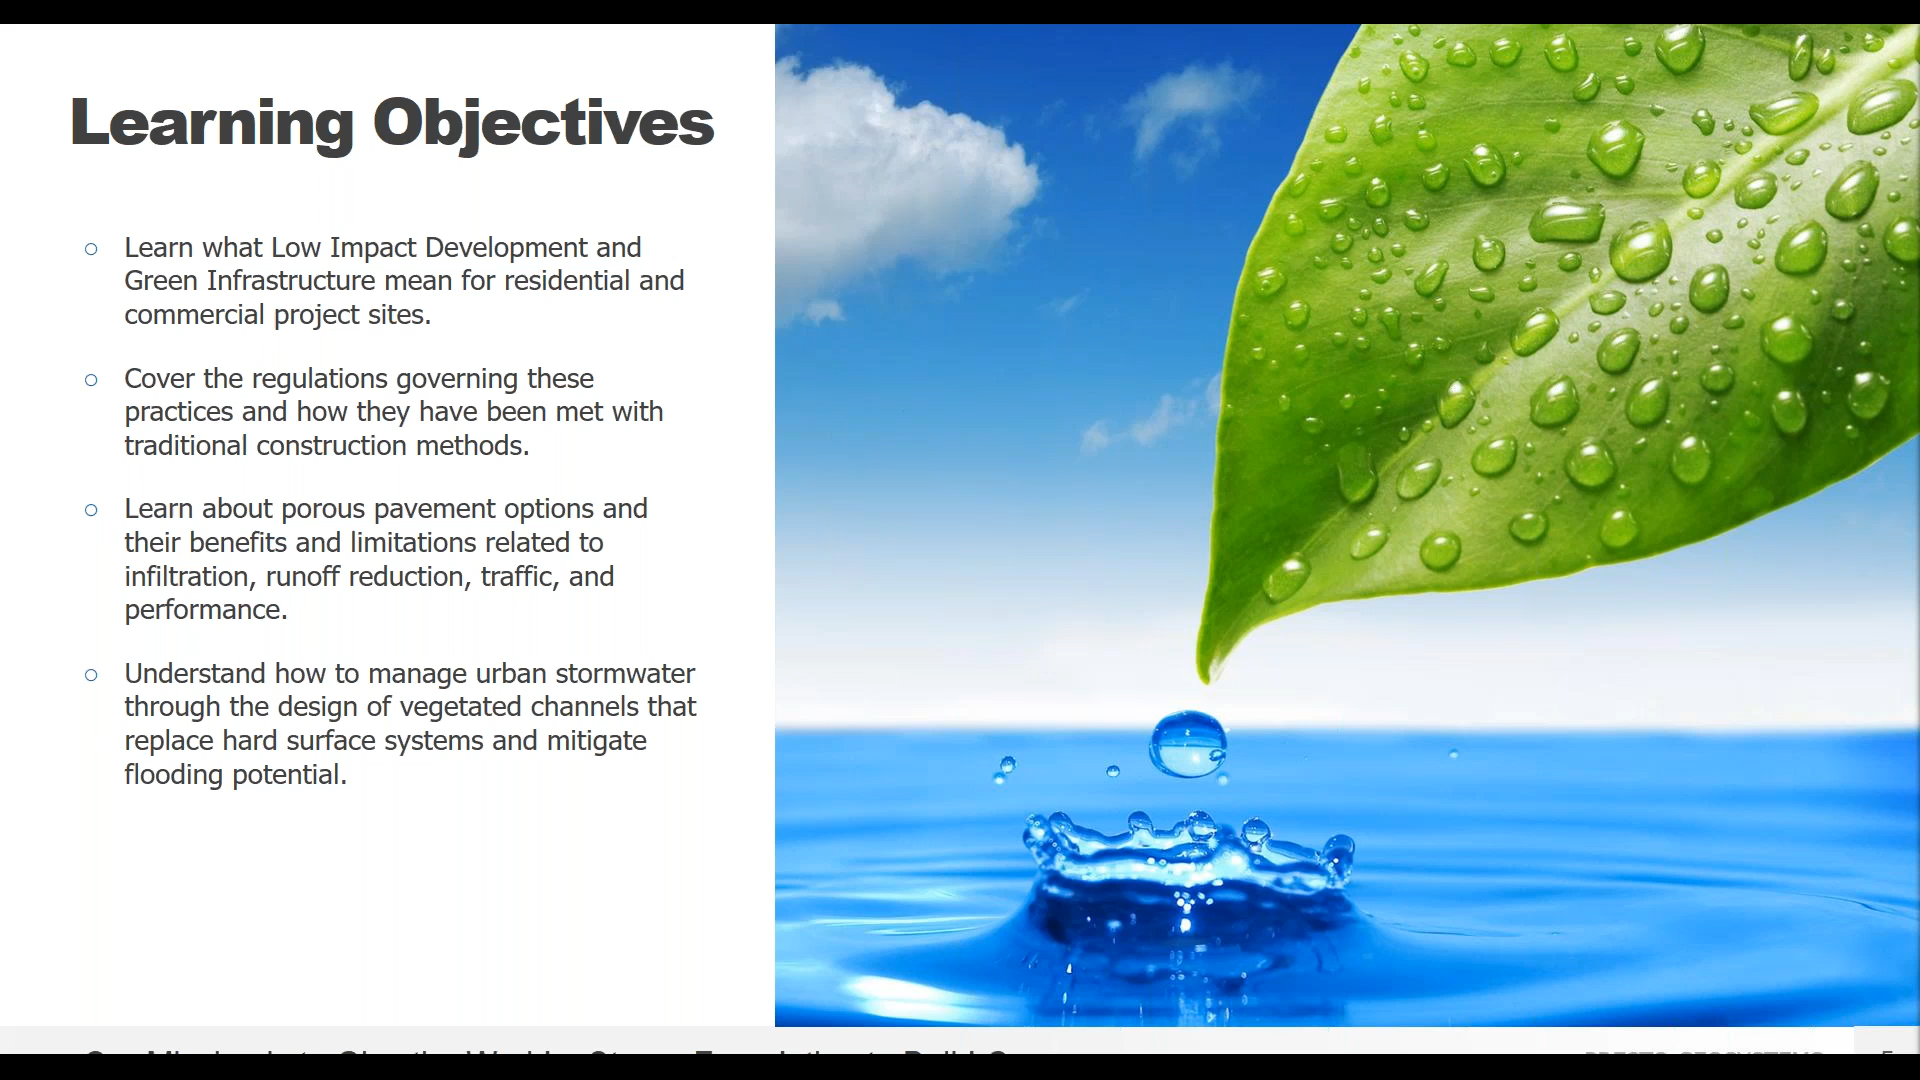 Learning Objectives
○ Learn what Low Impact Development and
Green Infrastructure mean for residential and
commercial project sites.
○ Cover the regulations governing these
practices and how they have been met with
traditional construction methods.
○ Learn about porous pavement options and
their benefits and limitations related to
infiltration, runoff reduction, traffic, and
performance.
○ Understand how to manage urban stormwater
through the design of vegetated channels that
replace hard surface systems and mitigate
flooding potential.